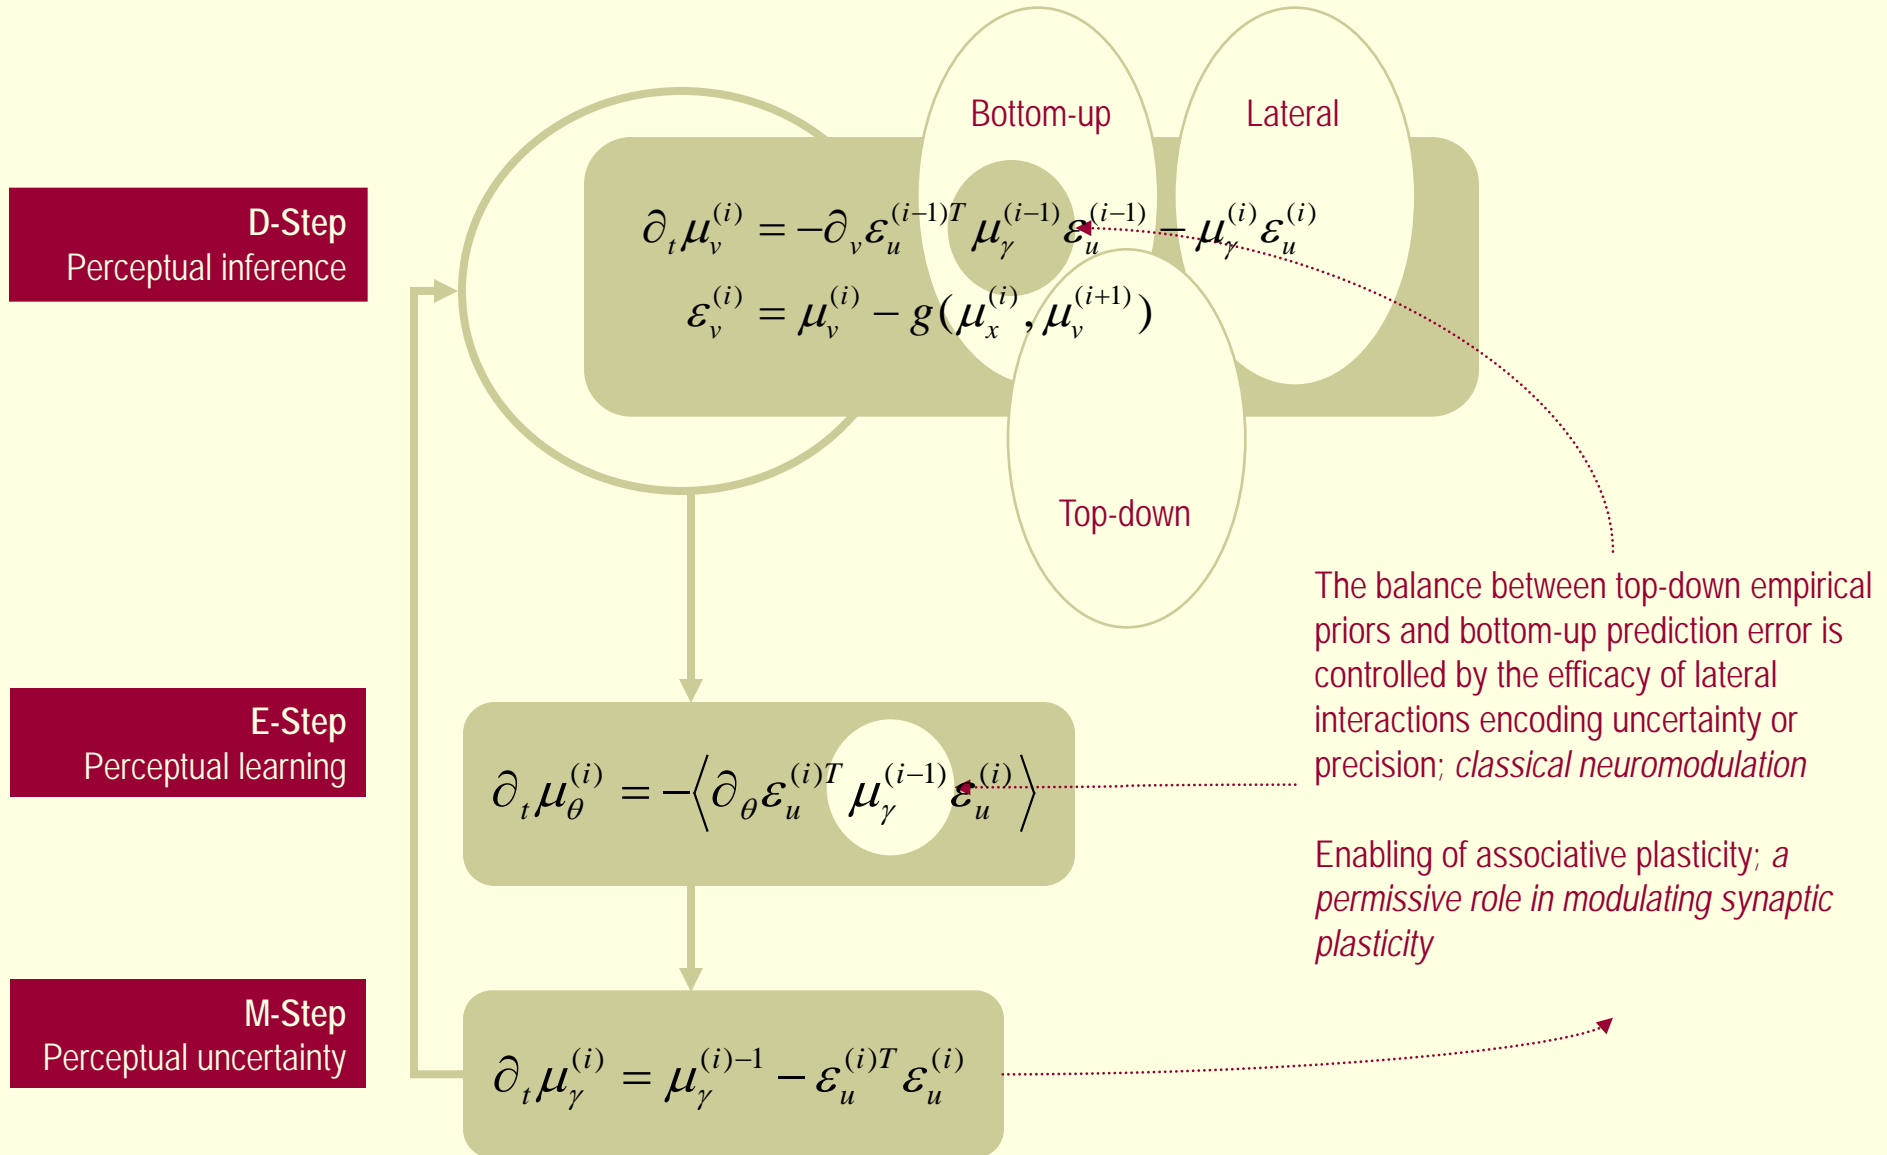 Bottom-up
Lateral
D-Step
Perceptual inference
∂_t μ_v^{(i)} = −∂_v ε_u^{(i−1)T} μ_γ^{(i−1)} ε_u^{(i−1)} − μ_γ^{(i)} ε_u^{(i)}
ε_v^{(i)} = μ_v^{(i)} − g(μ_x^{(i)}, μ_v^{(i+1)})
Top-down
The balance between top-down empirical
priors and bottom-up prediction error is
controlled by the efficacy of lateral
interactions encoding uncertainty or
precision; classical neuromodulation
E-Step
Perceptual learning
∂_t μ_θ^{(i)} = −⟨∂_θ ε_u^{(i)T} μ_γ^{(i−1)} ε_u^{(i)}⟩
Enabling of associative plasticity; a
permissive role in modulating synaptic
plasticity
M-Step
Perceptual uncertainty
∂_t μ_γ^{(i)} = μ_γ^{(i)−1} − ε_u^{(i)T} ε_u^{(i)}